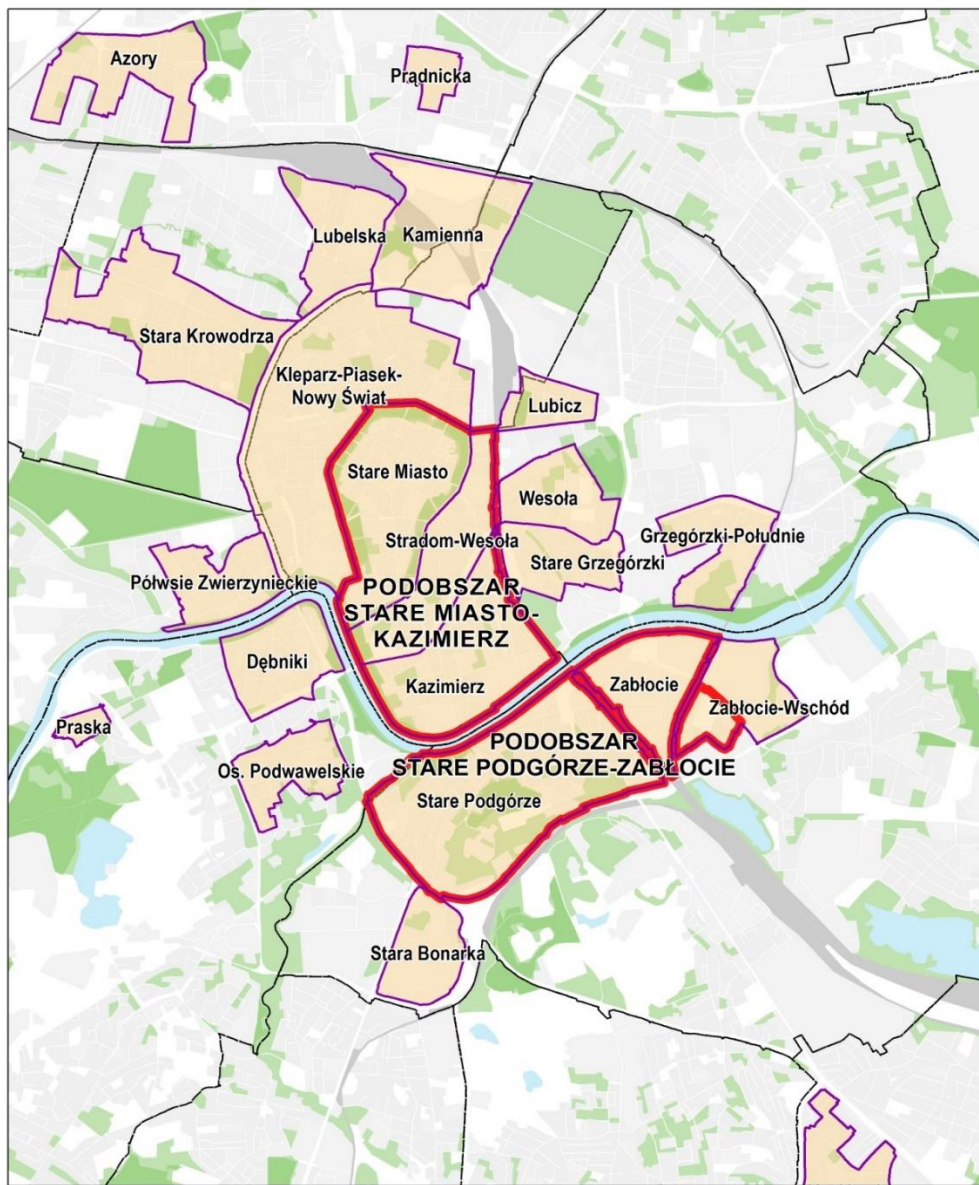 Azory
Prądnicka
Lubelska
Kamienna
Stara Krowodrza
Kleparz-Piasek-
Nowy Świat
Lubicz
Stare Miasto
Wesoła
Grzegórzki-Południe
Stradom-Wesoła
Stare Grzegórzki
Półwsie Zwierzynieckie
PODOBSZAR
STARE MIASTO-
KAZIMIERZ
Dębniki
Kazimierz
Zabłocie
Zabłocie-Wschód
Praska
PODOBSZAR
STARE PODGÓRZE-ZABŁOCIE
Os. Podwawelskie
Stare Podgórze
Stara Bonarka